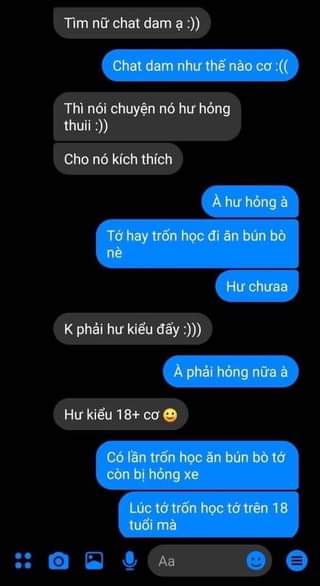 Tìm nữ chat dam ạ :))
Chat dam như thế nào cơ :((
Thì nói chuyện nó hư hỏng
thuii :))
Cho nó kích thích
À hư hỏng à
Tớ hay trốn học đi ăn bún bò
nè
Hư chưaa
K phải hư kiểu đấy :)))
À phải hỏng nữa à
Hư kiểu 18+ cơ 🙂
Có lần trốn học ăn bún bò tớ
còn bị hỏng xe
Lúc tớ trốn học tớ trên 18
tuổi mà
Aa